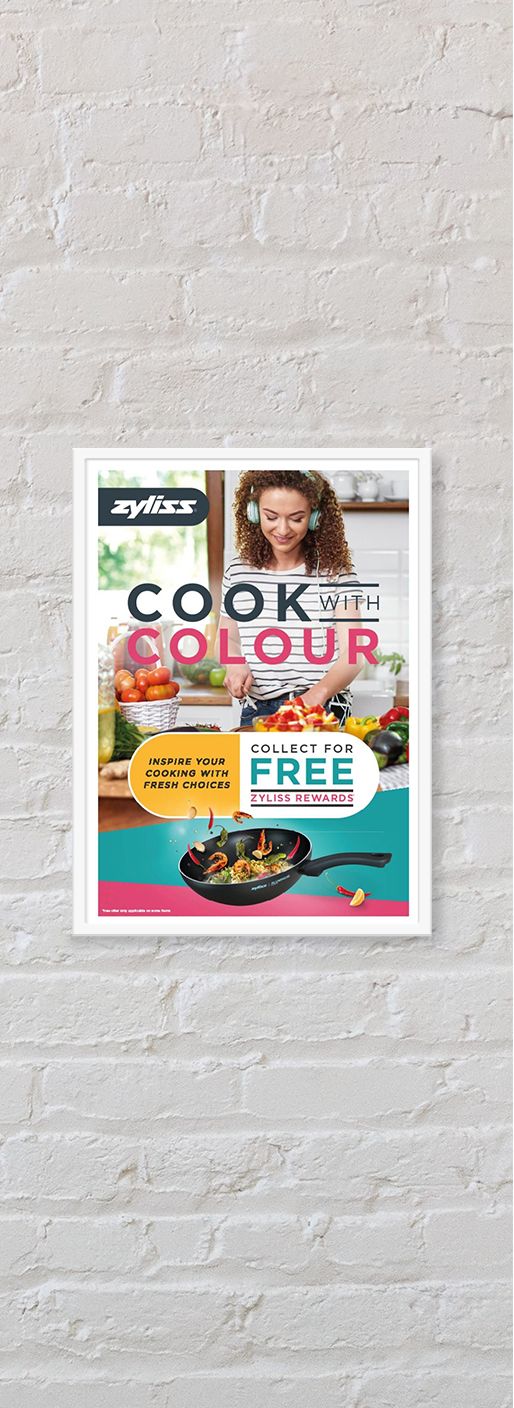 zyliss
COOK WITH
COLOUR
INSPIRE YOUR
COOKING WITH
FRESH CHOICES
COLLECT FOR
FREE
ZYLISS REWARDS*
*Free offer only applicable on some items
zyliss